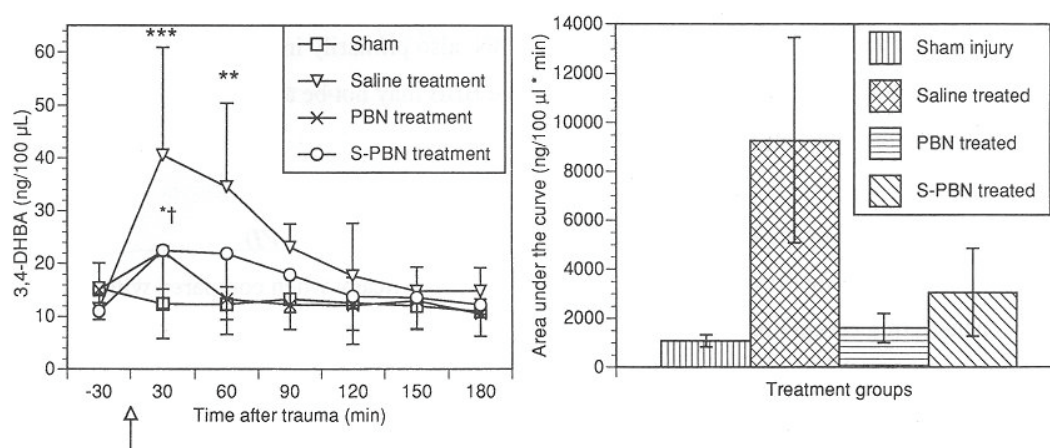 3,4-DHBA (ng/100 µL)
60
50
40
30
20
10
0
***
**
*†
Sham
Saline treatment
PBN treatment
S-PBN treatment
-30 30 60 90 120 150 180
Time after trauma (min)
Area under the curve (ng/100 µl * min)
14000
12000
10000
8000
6000
4000
2000
0
Sham injury
Saline treated
PBN treated
S-PBN treated
Treatment groups